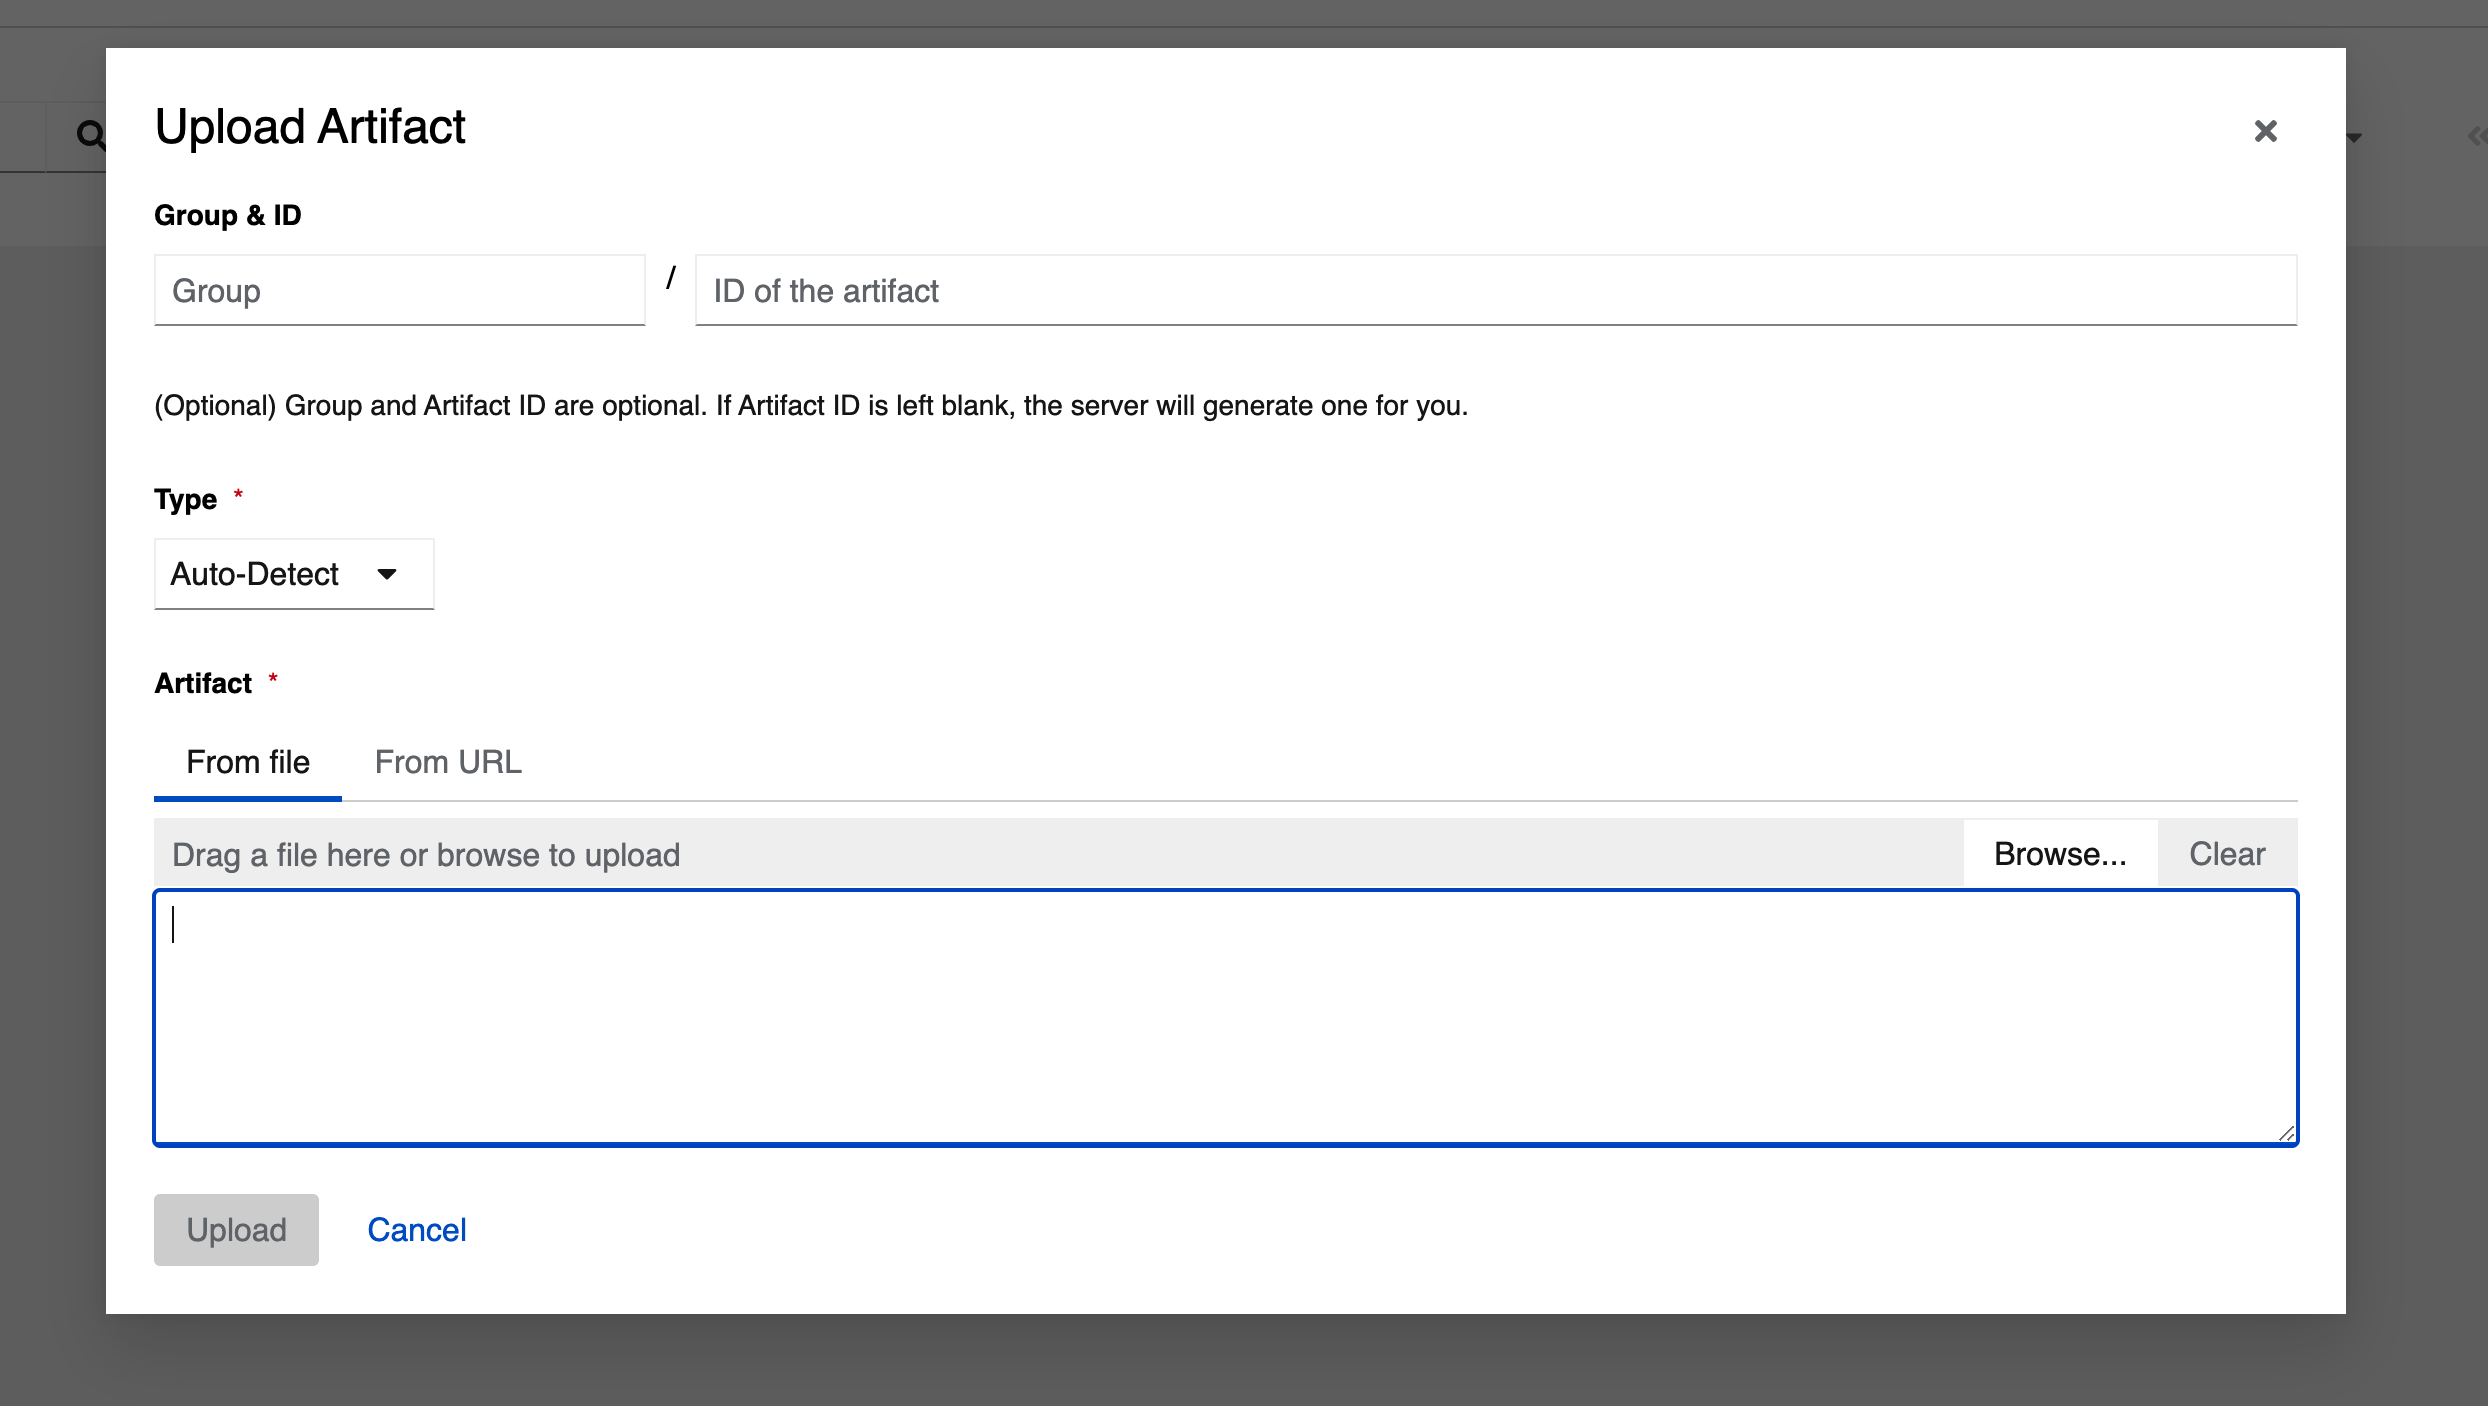 Upload Artifact
Group & ID
Group / ID of the artifact
(Optional) Group and Artifact ID are optional. If Artifact ID is left blank, the server will generate one for you.
Type *
Auto-Detect
Artifact *
From file From URL
Drag a file here or browse to upload Browse... Clear
Upload Cancel